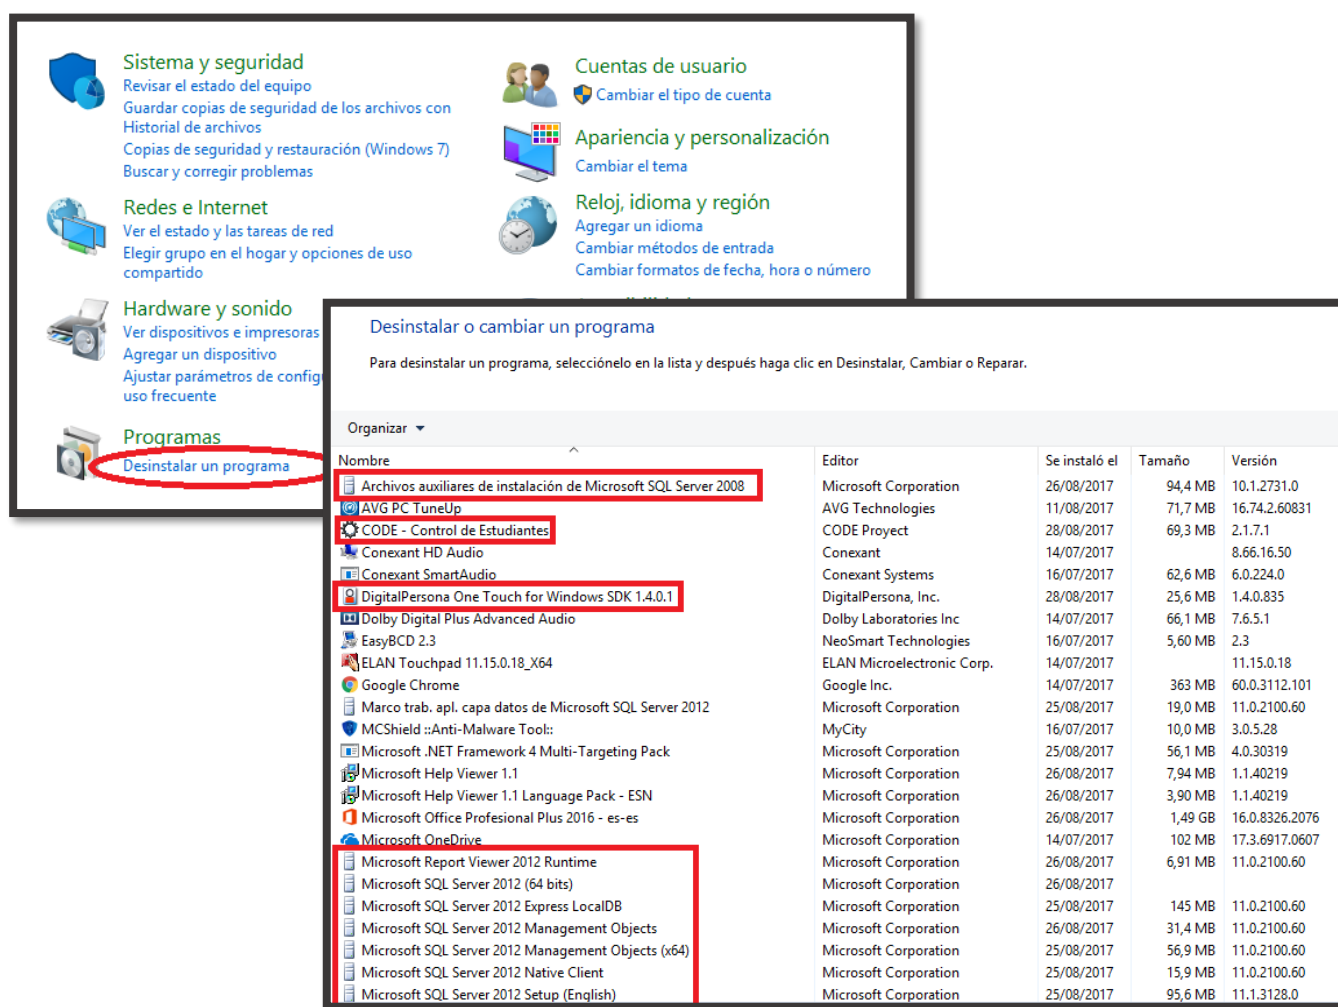 Sistema y seguridad
Revisar el estado del equipo
Guardar copias de seguridad de los archivos con
Historial de archivos
Copias de seguridad y restauración (Windows 7)
Buscar y corregir problemas
Redes e Internet
Ver el estado y las tareas de red
Elegir grupo en el hogar y opciones de uso
compartido
Hardware y sonido
Ver dispositivos e impresoras
Agregar un dispositivo
Ajustar parámetros de
uso frecuente
Programas
Desinstalar un programa
Cuentas de usuario
Cambiar el tipo de cuenta
Apariencia y personalización
Cambiar el tema
Reloj, idioma y región
Agregar un idioma
Cambiar métodos de entrada
Cambiar formatos de fecha, hora o número
Desinstalar o cambiar un programa
Para desinstalar un programa, selecciónelo en la lista y después haga clic en Desinstalar, Cambiar o Reparar.
Organizar
Nombre Editor Se instaló el Tamaño Versión
Archivos auxiliares de instalación de Microsoft SQL Server 2008 Microsoft Corporation 26/08/2017 94,4 MB 10.1.2731.0
AVG PC TuneUp AVG Technologies 11/08/2017 71,7 MB 16.74.2.60831
CODE - Control de Estudiantes CODE Proyect 28/08/2017 69,3 MB 2.1.7.1
Conexant HD Audio Conexant 14/07/2017 8.66.16.50
Conexant SmartAudio Conexant Systems 16/07/2017 62,6 MB 6.0.224.0
DigitalPersona One Touch for Windows SDK 1.4.0.1 DigitalPersona, Inc. 28/08/2017 25,6 MB 1.4.0.835
Dolby Digital Plus Advanced Audio Dolby Laboratories Inc 14/07/2017 66,1 MB 7.6.5.1
EasyBCD 2.3 NeoSmart Technologies 16/07/2017 5,60 MB 2.3
ELAN Touchpad 11.15.0.18_X64 ELAN Microelectronic Corp. 14/07/2017 11.15.0.18
Google Chrome Google Inc. 14/07/2017 363 MB 60.0.3112.101
Marco trab. apl. capa datos de Microsoft SQL Server 2012 Microsoft Corporation 25/08/2017 19,0 MB 11.0.2100.60
MCShield ::Anti-Malware Tool:: MyCity 16/07/2017 10,0 MB 3.0.5.28
Microsoft .NET Framework 4 Multi-Targeting Pack Microsoft Corporation 25/08/2017 56,1 MB 4.0.30319
Microsoft Help Viewer 1.1 Microsoft Corporation 26/08/2017 7,94 MB 1.1.40219
Microsoft Help Viewer 1.1 Language Pack - ESN Microsoft Corporation 26/08/2017 3,90 MB 1.1.40219
Microsoft Office Profesional Plus 2016 - es-es Microsoft Corporation 26/08/2017 1,49 GB 16.0.8326.2076
Microsoft OneDrive Microsoft Corporation 14/07/2017 102 MB 17.3.6917.0607
Microsoft Report Viewer 2012 Runtime Microsoft Corporation 26/08/2017 6,91 MB 11.0.2100.60
Microsoft SQL Server 2012 (64 bits) Microsoft Corporation 26/08/2017
Microsoft SQL Server 2012 Express LocalDB Microsoft Corporation 25/08/2017 145 MB 11.0.2100.60
Microsoft SQL Server 2012 Management Objects Microsoft Corporation 26/08/2017 31,4 MB 11.0.2100.60
Microsoft SQL Server 2012 Management Objects (x64) Microsoft Corporation 25/08/2017 56,9 MB 11.0.2100.60
Microsoft SQL Server 2012 Native Client Microsoft Corporation 25/08/2017 15,9 MB 11.0.2100.60
Microsoft SQL Server 2012 Setup (English) Microsoft Corporation 25/08/2017 95,6 MB 11.1.3128.0